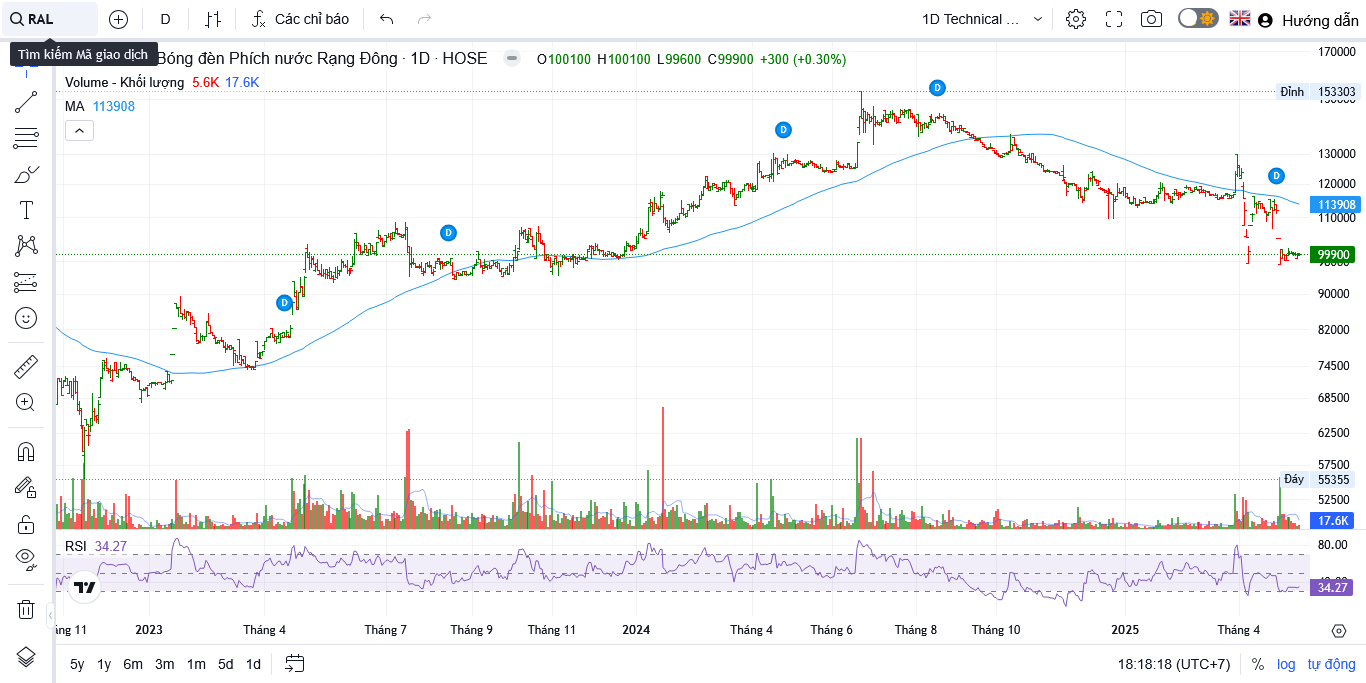 RAL
D
Các chỉ báo
1D Technical ...
Hướng dẫn
Tìm kiếm Mã giao dịch
Bóng đèn Phích nước Rạng Đông · 1D · HOSE
O100100 H100100 L99600 C99900 +300 (+0.30%)
Volume - Khối lượng 5.6K 17.6K
MA 113908
D
D
D
D
D
170000
Đỉnh 153303
150000
130000
120000
113908
110000
99900
90000
82000
74500
68500
62500
57500
Đáy 55355
52500
17.6K
RSI 34.27
80.00
34.27
áng 11
2023
Tháng 4
Tháng 7
Tháng 9
Tháng 11
2024
Tháng 4
Tháng 6
Tháng 8
Tháng 10
2025
Tháng 4
5y 1y 6m 3m 1m 5d 1d
18:18:18 (UTC+7)
% log tự động